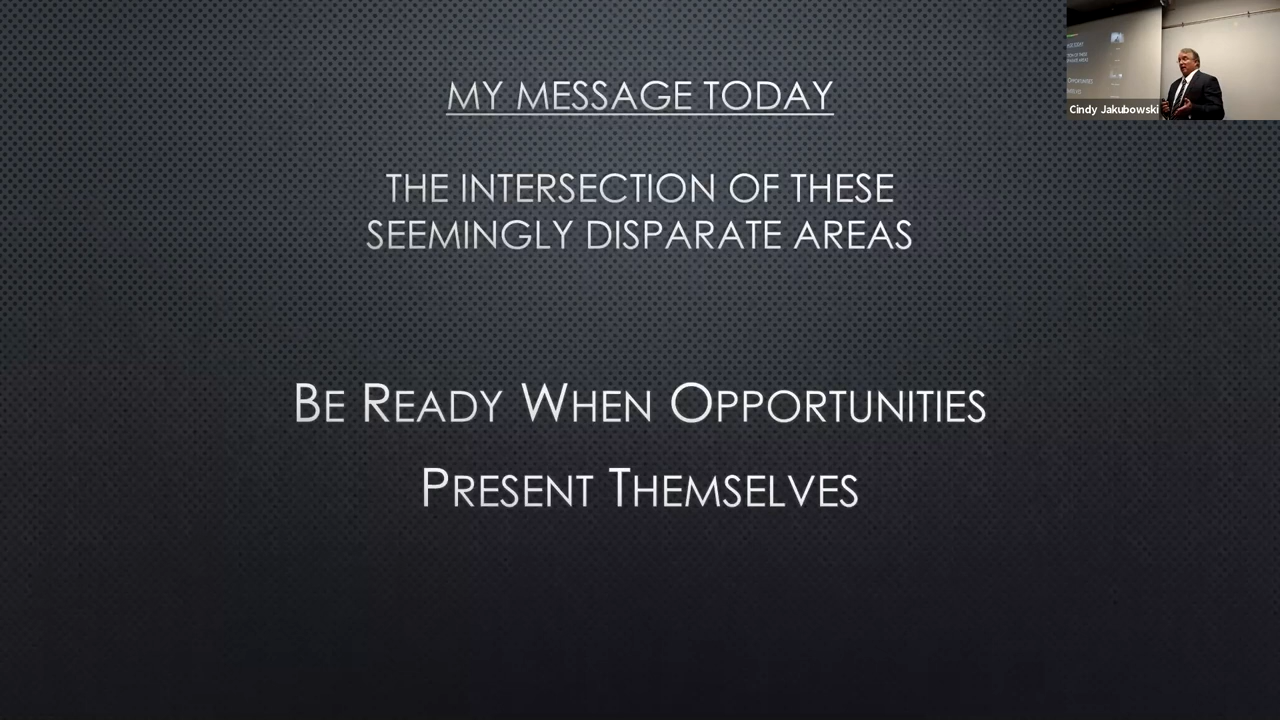 MY MESSAGE TODAY
THE INTERSECTION OF THESE
SEEMINGLY DISPARATE AREAS
BE READY WHEN OPPORTUNITIES
PRESENT THEMSELVES
Cindy Jakubowski